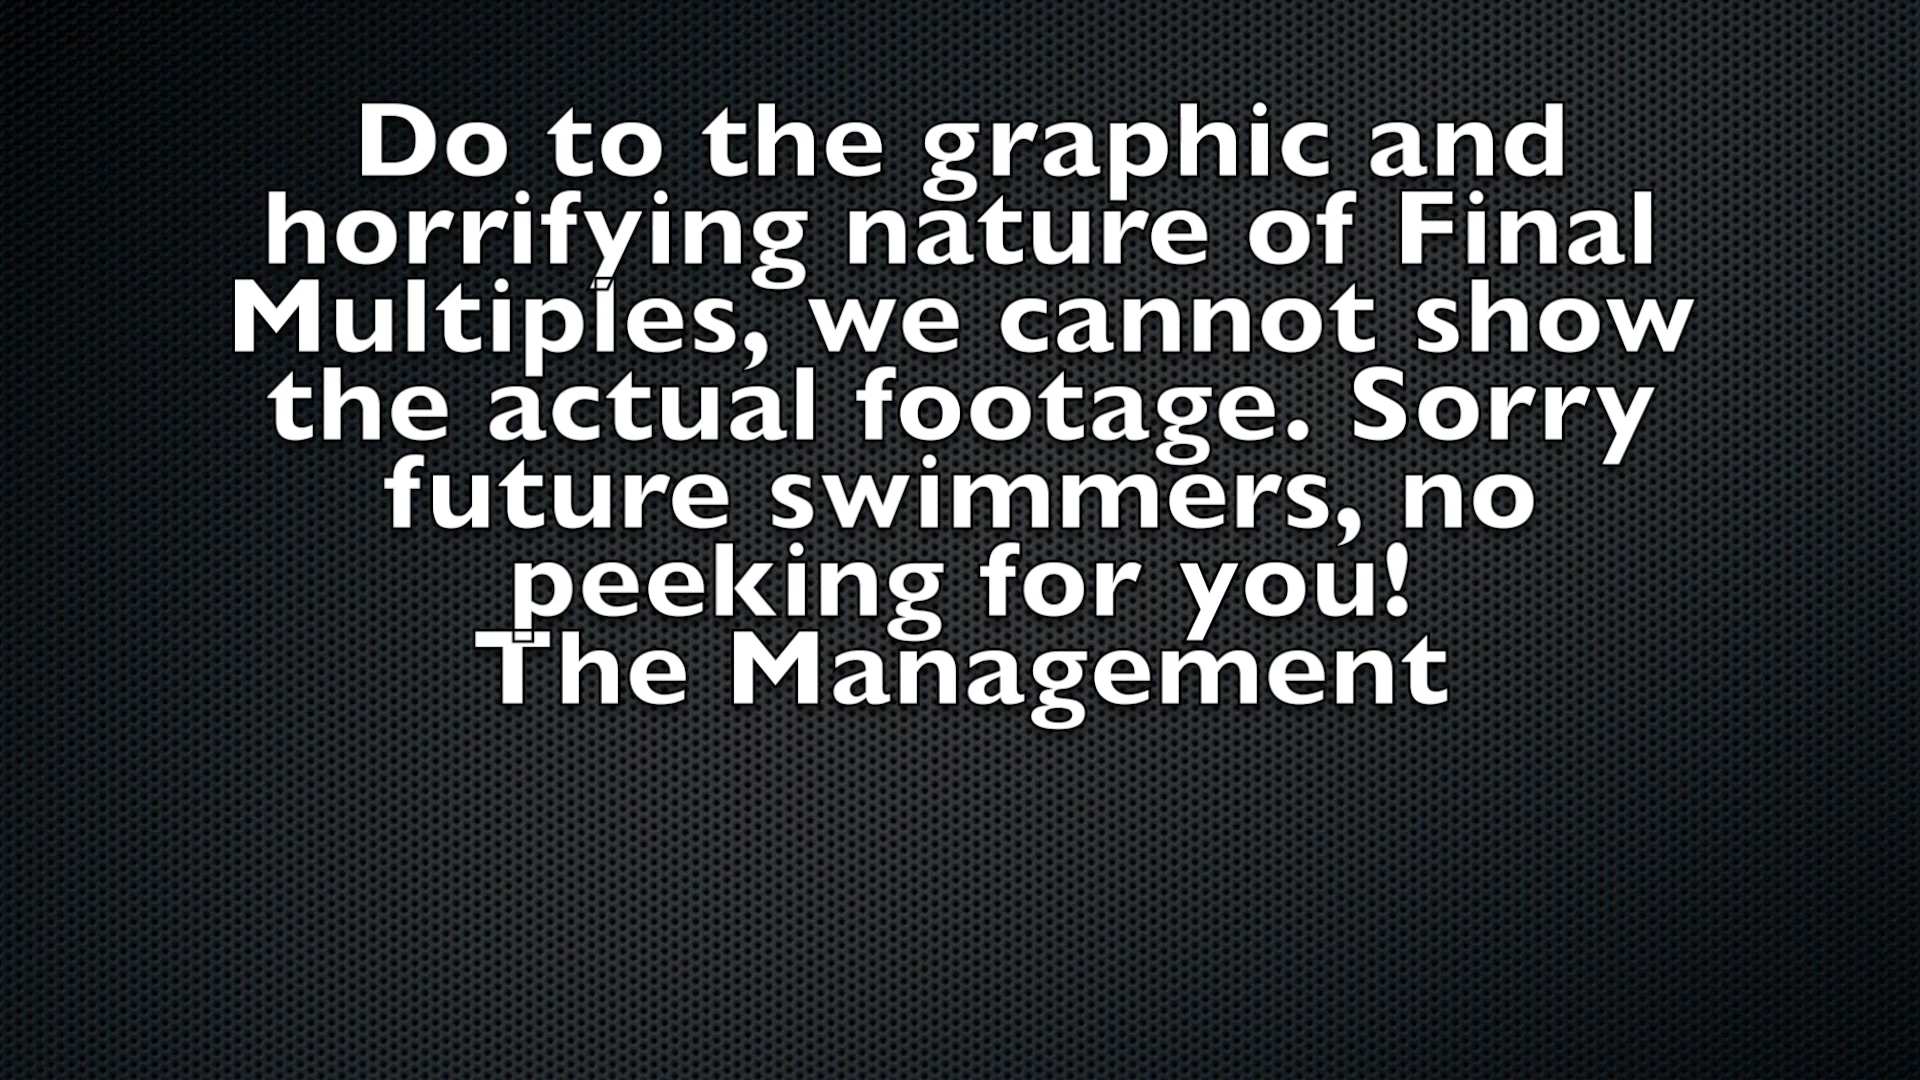 Do to the graphic and
horrifying nature of Final
Multiples, we cannot show
the actual footage. Sorry
future swimmers, no
peeking for you!
The Management